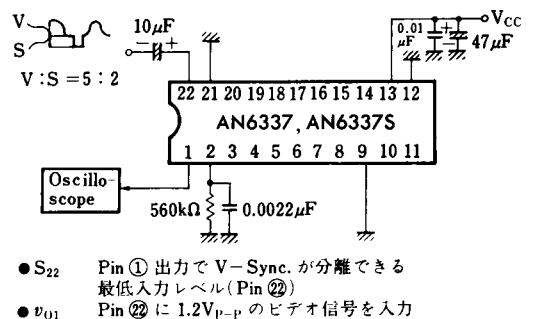 V
S
V:S=5:2
10μF
− +
0.01
μF
+
−
VCC
47μF
22 21 20 19 18 17 16 15 14 13 12
AN6337, AN6337S
1 2 3 4 5 6 7 8 9 10 11
Oscillo-
scope
560kΩ
0.0022μF
● S22 Pin ① 出力で V−Sync. が分離できる
最低入力レベル(Pin ㉒)
● vO1 Pin ㉒ に 1.2VP−P のビデオ信号を入力